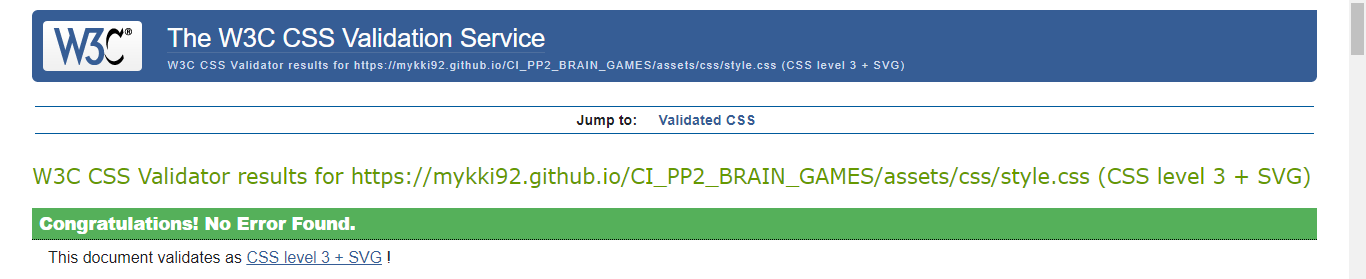 W3C®
The W3C CSS Validation Service
W3C CSS Validator results for https://mykki92.github.io/CI_PP2_BRAIN_GAMES/assets/css/style.css (CSS level 3 + SVG)
Jump to: Validated CSS
W3C CSS Validator results for https://mykki92.github.io/CI_PP2_BRAIN_GAMES/assets/css/style.css (CSS level 3 + SVG)
Congratulations! No Error Found.
This document validates as CSS level 3 + SVG !